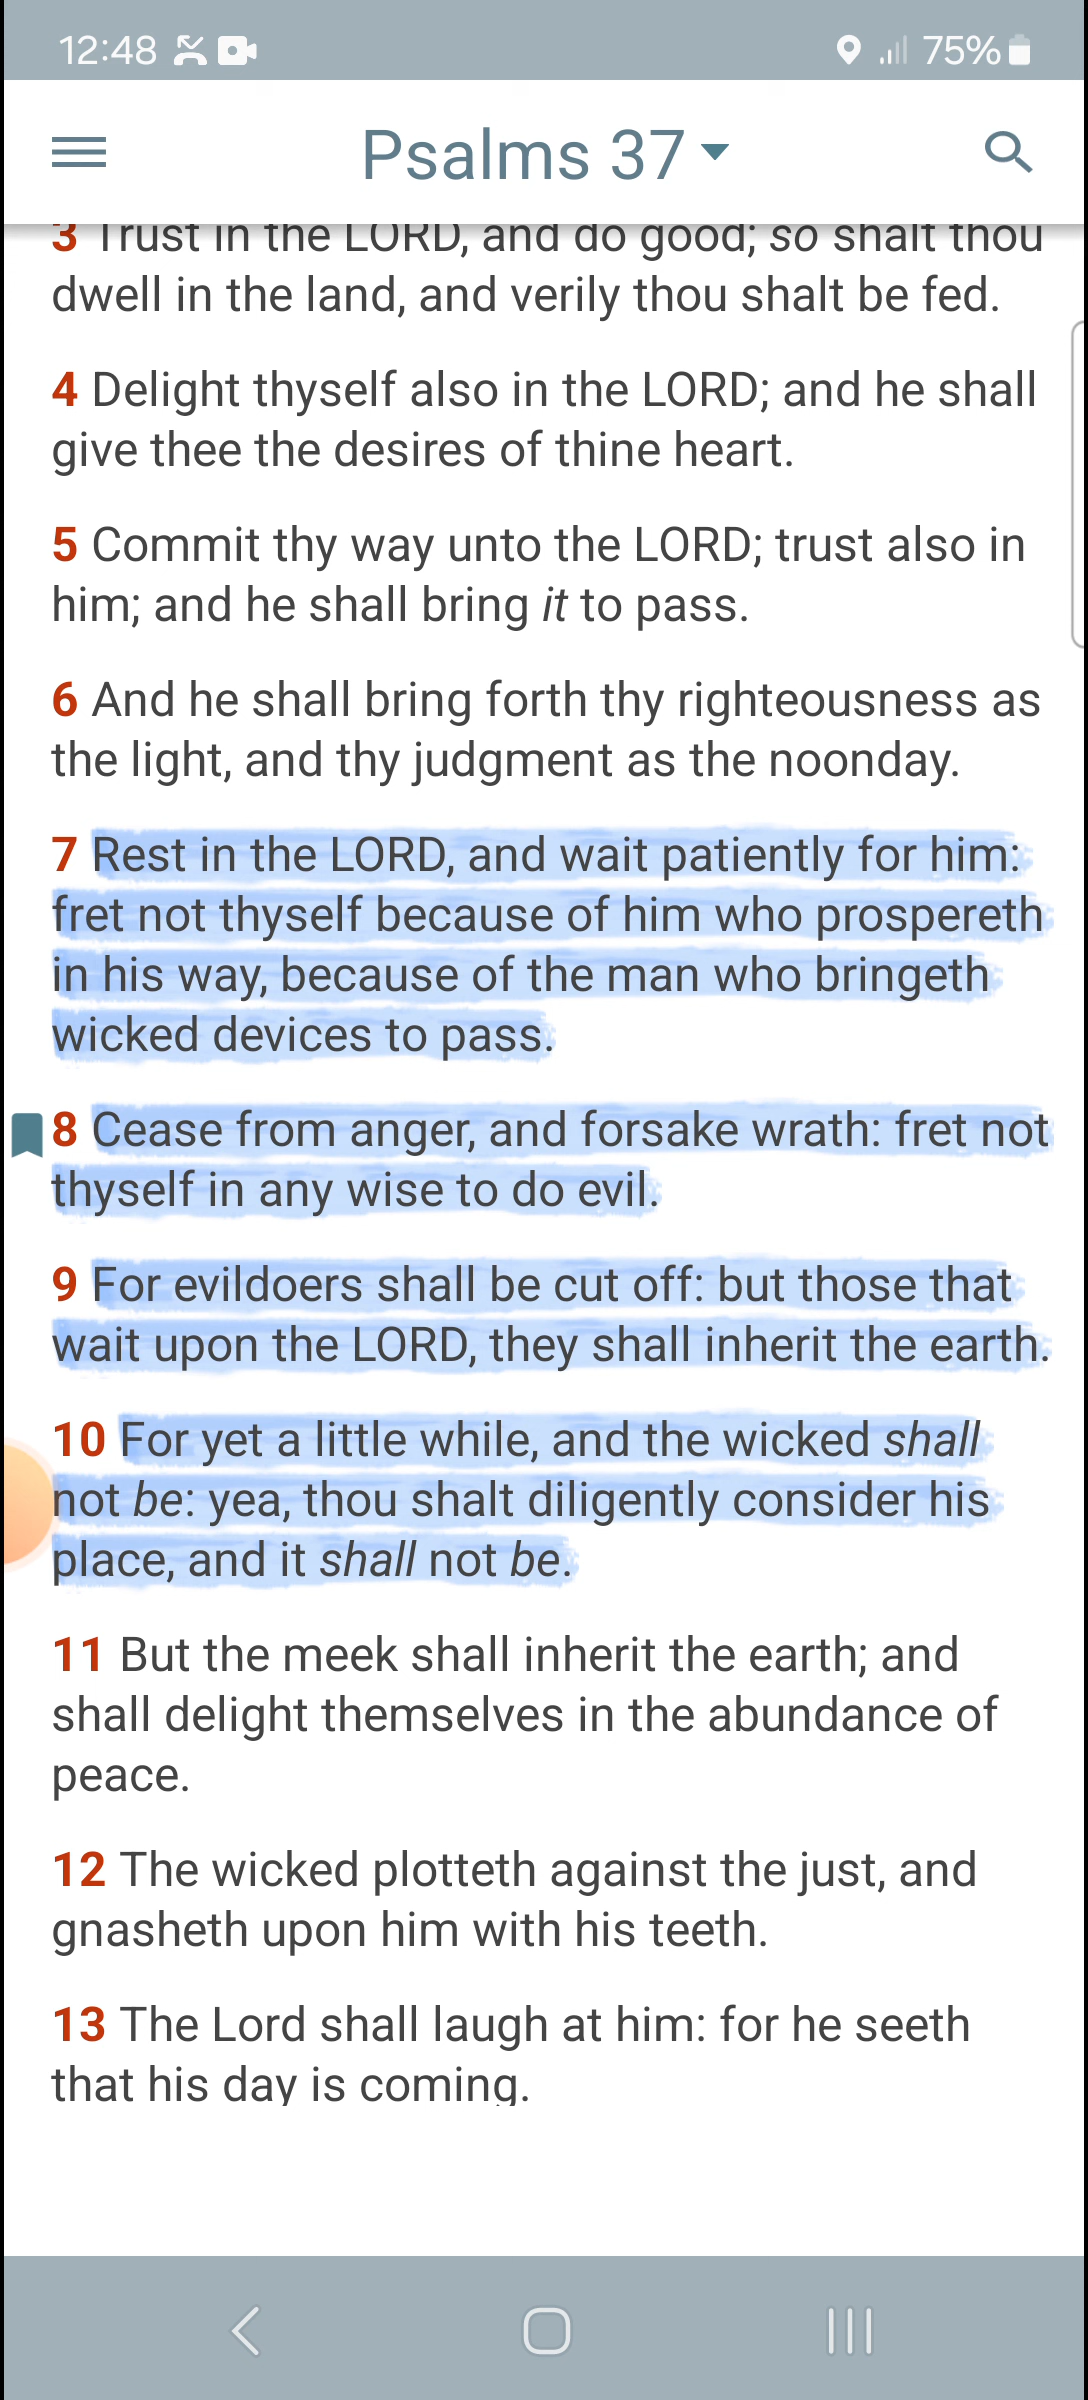 12:48
75%
Psalms 37
3 Trust in the LORD, and do good; so shalt thou
dwell in the land, and verily thou shalt be fed.
4 Delight thyself also in the LORD; and he shall
give thee the desires of thine heart.
5 Commit thy way unto the LORD; trust also in
him; and he shall bring it to pass.
6 And he shall bring forth thy righteousness as
the light, and thy judgment as the noonday.
7 Rest in the LORD, and wait patiently for him:
fret not thyself because of him who prospereth
in his way, because of the man who bringeth
wicked devices to pass.
8 Cease from anger, and forsake wrath: fret not
thyself in any wise to do evil.
9 For evildoers shall be cut off: but those that
wait upon the LORD, they shall inherit the earth.
10 For yet a little while, and the wicked shall
not be: yea, thou shalt diligently consider his
place, and it shall not be.
11 But the meek shall inherit the earth; and
shall delight themselves in the abundance of
peace.
12 The wicked plotteth against the just, and
gnasheth upon him with his teeth.
13 The Lord shall laugh at him: for he seeth
that his day is coming.